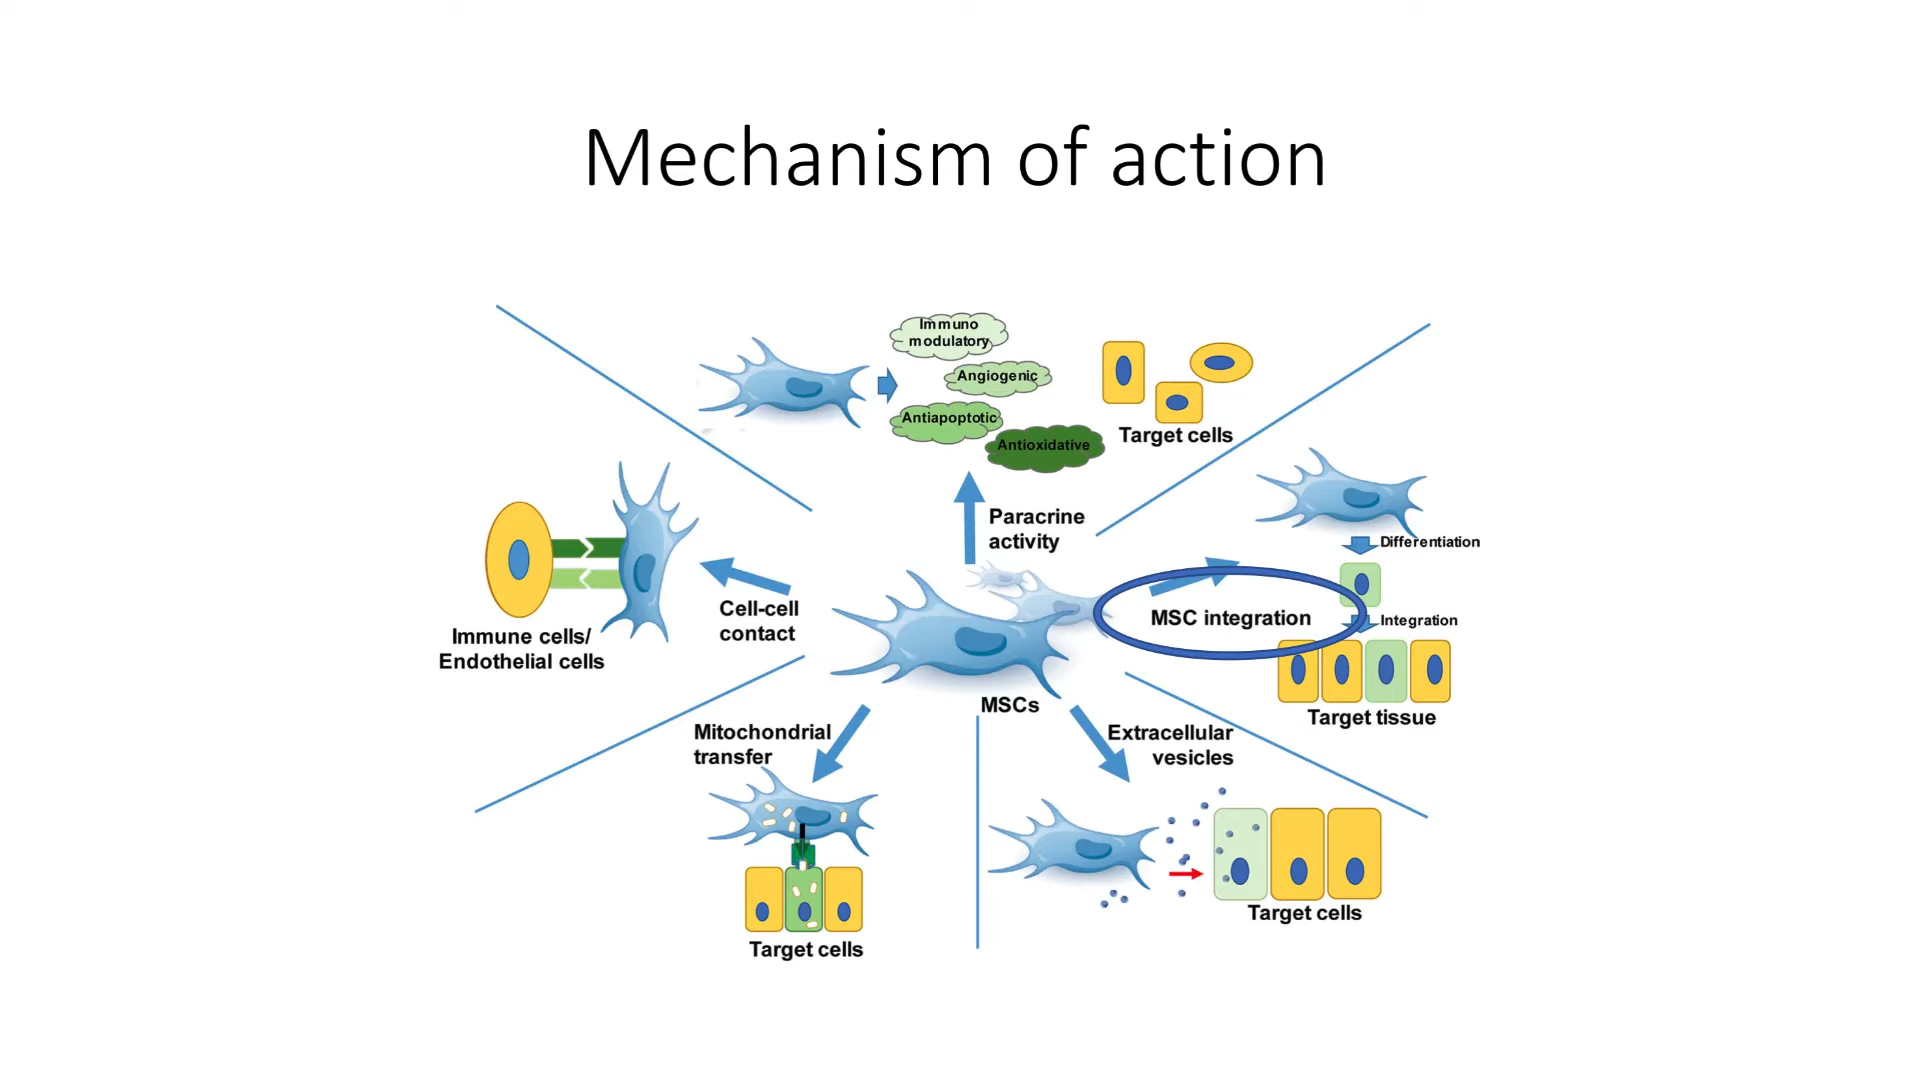 Mechanism of action
Immuno
modulatory
Angiogenic
Antiapoptotic
Antioxidative
Target cells
Paracrine
activity
Differentiation
MSC integration
Integration
Target tissue
Cell-cell
contact
Immune cells/
Endothelial cells
MSCs
Mitochondrial
transfer
Target cells
Extracellular
vesicles
Target cells